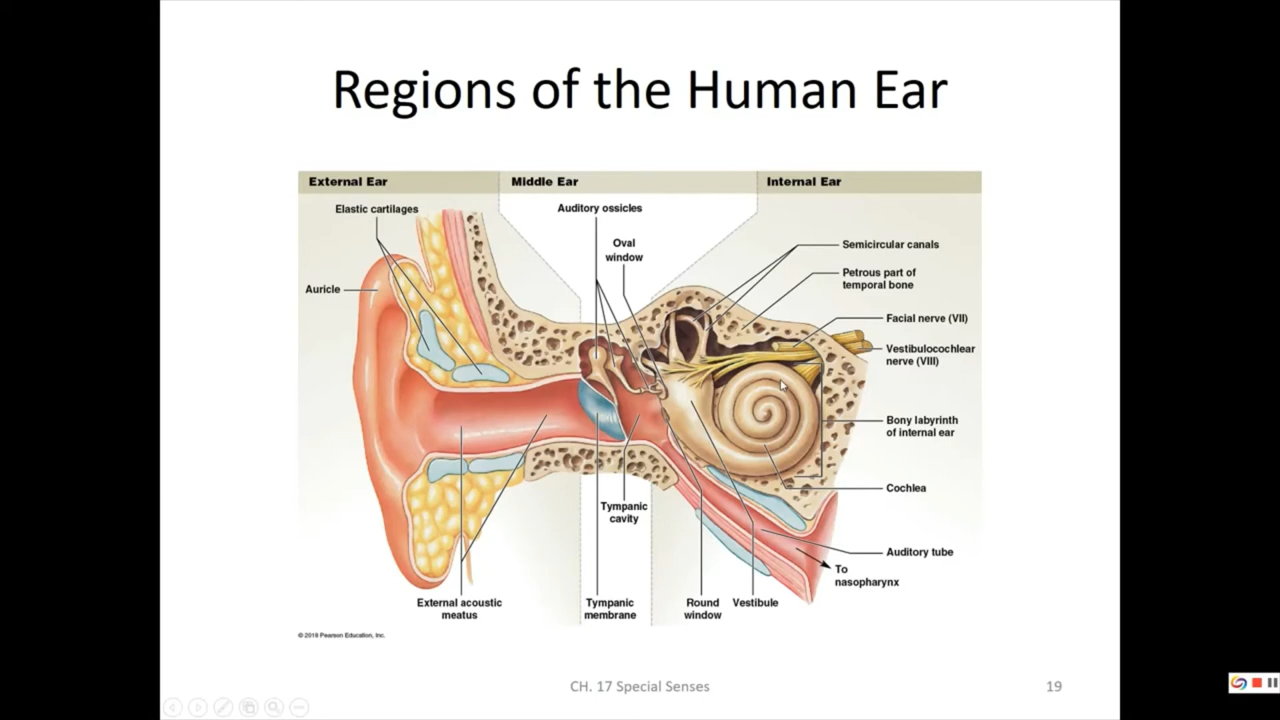 Regions of the Human Ear
External Ear
Middle Ear
Internal Ear
Elastic cartilages
Auditory ossicles
Oval
window
Semicircular canals
Petrous part of
temporal bone
Auricle
Facial nerve (VII)
Vestibulocochlear
nerve (VIII)
Bony labyrinth
of internal ear
Cochlea
Tympanic
cavity
Auditory tube
To
nasopharynx
External acoustic
meatus
Tympanic
membrane
Round
window
Vestibule
© 2018 Pearson Education, Inc.
CH. 17 Special Senses
19